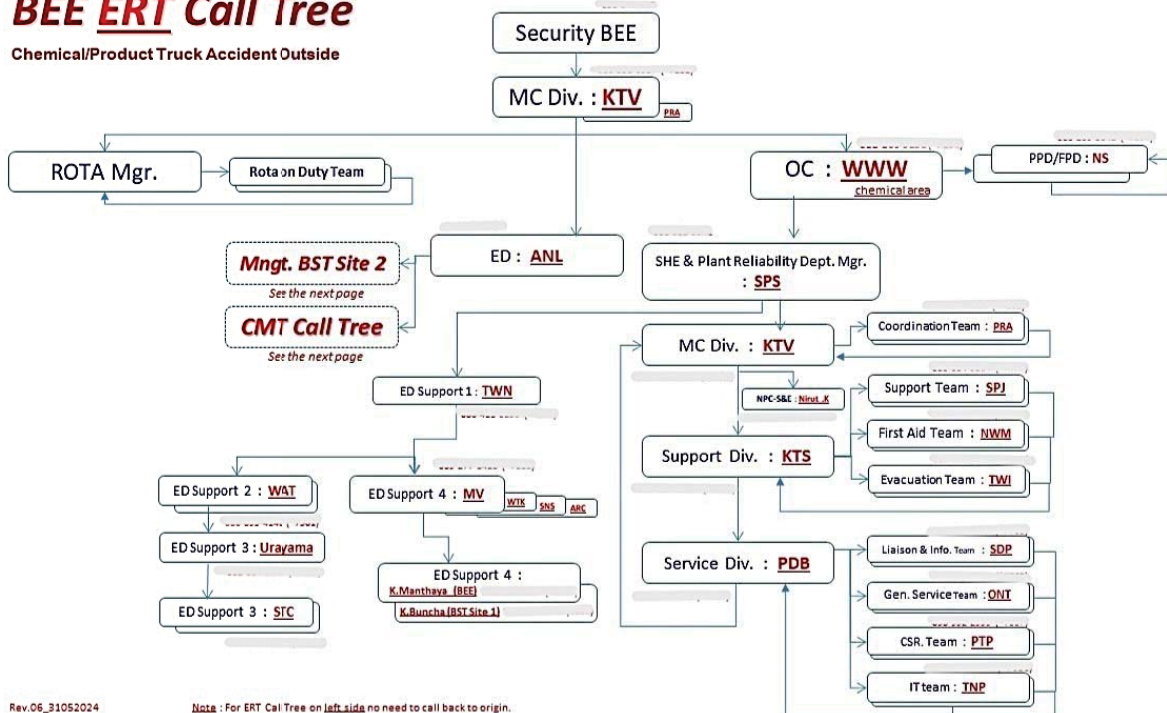 BEE ERT Call Tree
Chemical/Product Truck Accident Outside
Security BEE
MC Div. : KTV
PRA
ROTA Mgr.
Rota on Duty Team
OC : WWW
chemical area
PPD/FPD : NS
ED : ANL
Mngt. BST Site 2
Set the next page
CMT Call Tree
Set the next page
SHE & Plant Reliability Dept. Mgr.
: SPS
MC Div. : KTV
Coordination Team : PRA
NPC-S&E : Nirut .K
ED Support 1 : TWN
Support Div. : KTS
Support Team : SPJ
First Aid Team : NWM
Evacuation Team : TWI
ED Support 2 : WAT
ED Support 4 : MV
WTK
SNS
ARC
ED Support 3 : Urayama
ED Support 3 : STC
ED Support 4 :
K.Manthaya (BEE)
K.Buncha (BST Site 1)
Service Div. : PDB
Liaison & Info. Team : SDP
Gen. Service Team : ONT
CSR. Team : PTP
IT team : TNP
Rev.06_31052024
Note : For ERT Call Tree on left side no need to call back to origin.